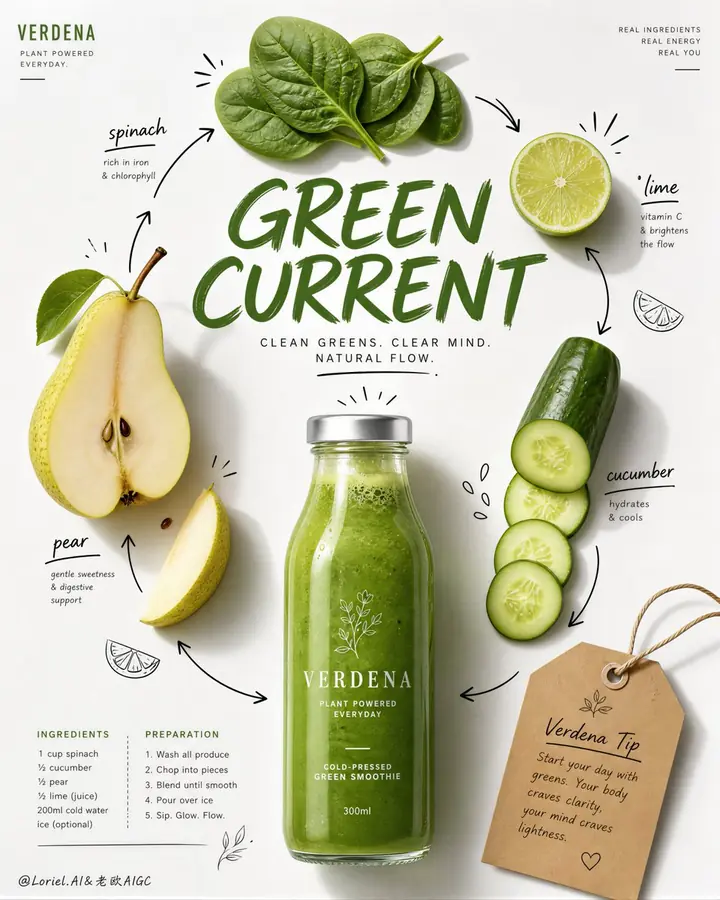 VERDENA
PLANT POWERED
EVERYDAY.
REAL INGREDIENTS
REAL ENERGY
REAL YOU
spinach
rich in iron
& chlorophyll
lime
vitamin C
& brightens
the flow
GREEN
CURRENT
CLEAN GREENS. CLEAR MIND.
NATURAL FLOW.
cucumber
hydrates
& cools
pear
gentle sweetness
& digestive
support
VERDENA
PLANT POWERED
EVERYDAY
COLD-PRESSED
GREEN SMOOTHIE
300ml
Verdena Tip
Start your day with
greens. Your body
craves clarity,
your mind craves
lightness.
INGREDIENTS
1 cup spinach
½ cucumber
½ pear
½ lime (juice)
200ml cold water
ice (optional)
PREPARATION
1. Wash all produce
2. Chop into pieces
3. Blend until smooth
4. Pour over ice
5. Sip. Glow. Flow.
@Loriel.AI& 老欧AIGC